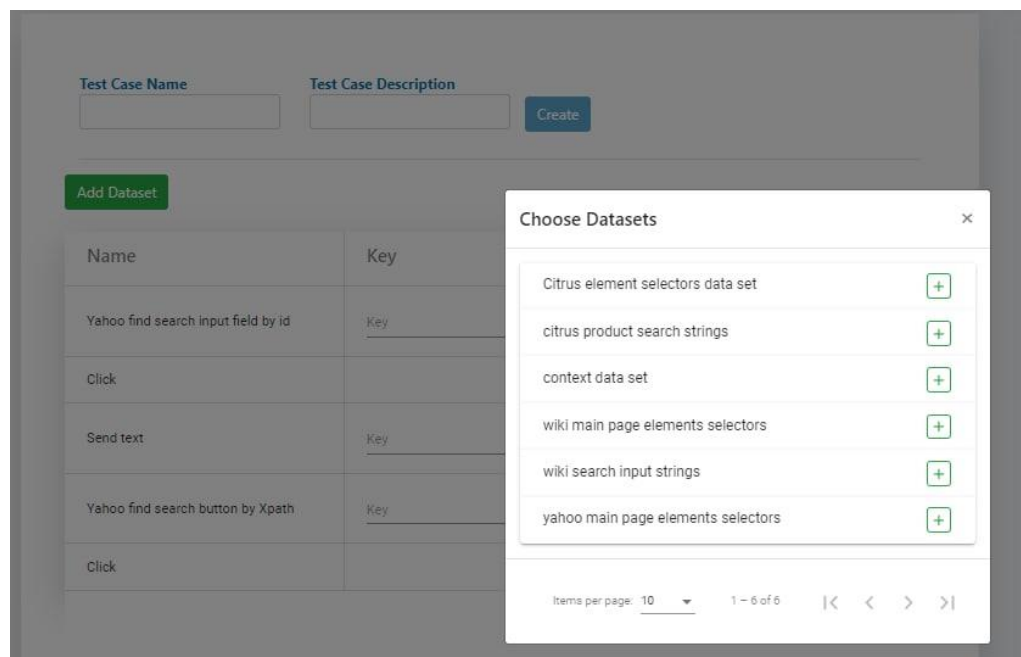 Test Case Name
Test Case Description
Create
Add Dataset
Name
Key
Yahoo find search input field by id
Key
Click
Send text
Key
Yahoo find search button by Xpath
Key
Click
Choose Datasets
×
Citrus element selectors data set
citrus product search strings
context data set
wiki main page elements selectors
wiki search input strings
yahoo main page elements selectors
Items per page: 10
1 – 6 of 6